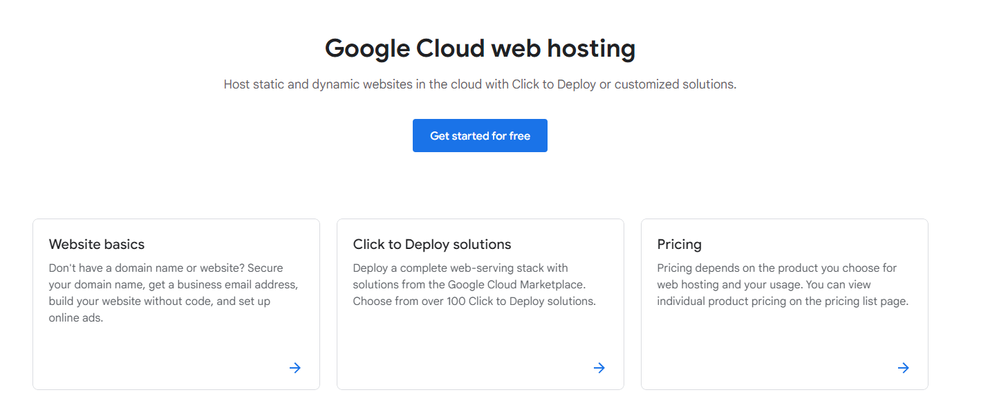 Google Cloud web hosting
Host static and dynamic websites in the cloud with Click to Deploy or customized solutions.
Get started for free
Website basics
Don't have a domain name or website? Secure
your domain name, get a business email address,
build your website without code, and set up
online ads.
Click to Deploy solutions
Deploy a complete web-serving stack with
solutions from the Google Cloud Marketplace.
Choose from over 100 Click to Deploy solutions.
Pricing
Pricing depends on the product you choose for
web hosting and your usage. You can view
individual product pricing on the pricing list page.